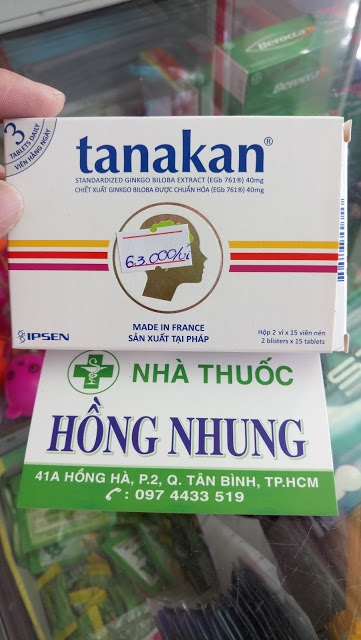 Berocca
3
TABLETS DAILY
VIÊN HÀNG NGÀY
tanakan®
STANDARDIZED GINKGO BILOBA EXTRACT (EGb 761®) 40mg
CHIẾT XUẤT GINKGO BILOBA ĐƯỢC CHUẨN HÓA (EGb 761®) 40mg
63.000/vỉ
IPSEN
MADE IN FRANCE
SẢN XUẤT TẠI PHÁP
Hộp 2 vỉ x 15 viên nén
2 blisters x 15 tablets
NHÀ THUỐC
HỒNG NHUNG
41A HỒNG HÀ, P.2, Q. TÂN BÌNH, TP.HCM
: 097 4433 519